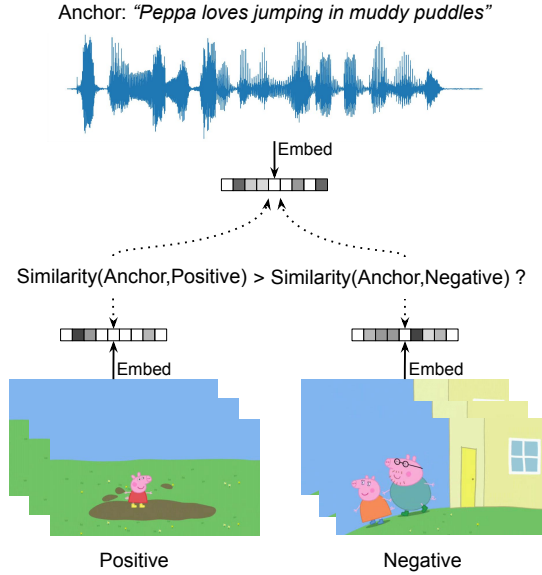 Anchor: “Peppa loves jumping in muddy puddles”
Embed
Similarity(Anchor,Positive) > Similarity(Anchor,Negative) ?
Embed
Embed
Positive
Negative